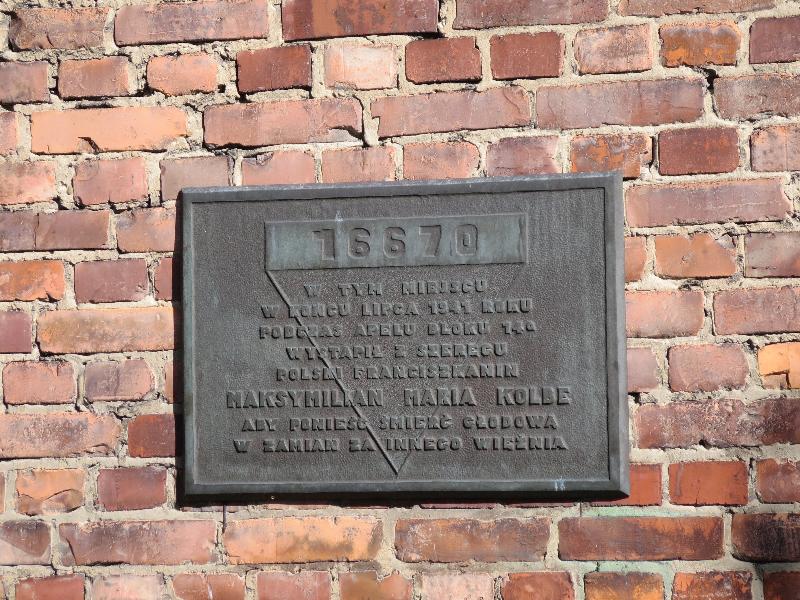 16670
W TYM MIEJSCU
W KOŃCU LIPCA 1941 ROKU
PODCZAS APELU BLOKU 14a
WYSTĄPIŁ Z SZEREGU
POLSKI FRANCISZKANIN
MAKSYMILIAN MARIA KOLBE
ABY PONIEŚĆ ŚMIERĆ GŁODOWĄ
W ZAMIAN ZA INNEGO WIĘŹNIA